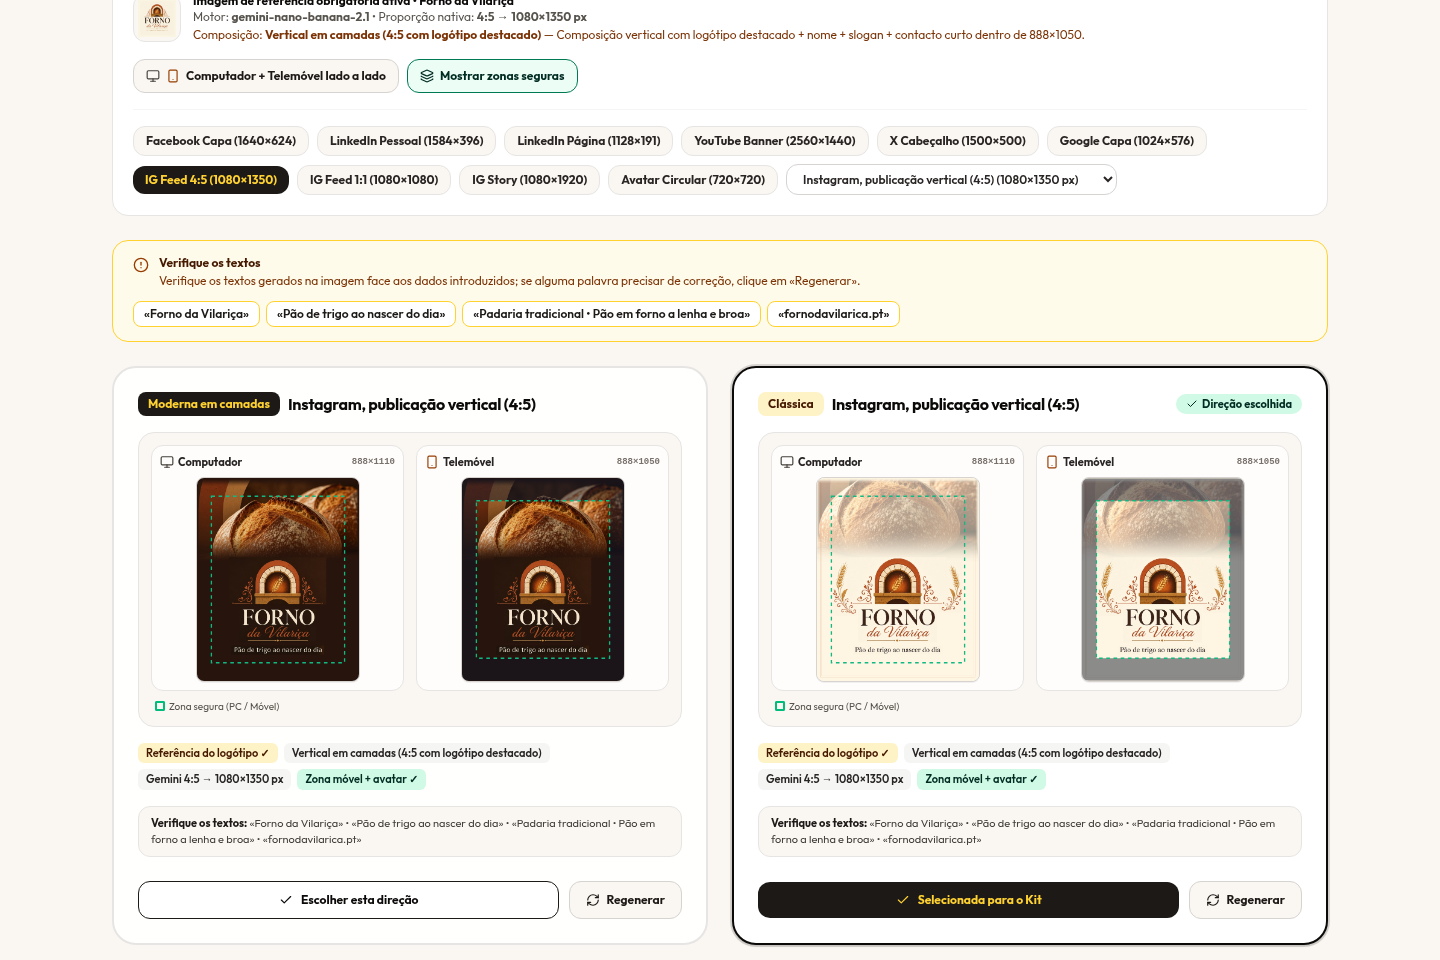 Imagem de referência obrigatória ativa • Forno da Vilariça
Motor: gemini-nano-banana-2.1 • Proporção nativa: 4:5 → 1080×1350 px
Composição: Vertical em camadas (4:5 com logótipo destacado) — Composição vertical com logótipo destacado + nome + slogan + contacto curto dentro de 888×1050.
Computador + Telemóvel lado a lado
Mostrar zonas seguras
Facebook Capa (1640×624)
LinkedIn Pessoal (1584×396)
LinkedIn Página (1128×191)
YouTube Banner (2560×1440)
X Cabeçalho (1500×500)
Google Capa (1024×576)
IG Feed 4:5 (1080×1350)
IG Feed 1:1 (1080×1080)
IG Story (1080×1920)
Avatar Circular (720×720)
Instagram, publicação vertical (4:5) (1080×1350 px)
Verifique os textos
Verifique os textos gerados na imagem face aos dados introduzidos; se alguma palavra precisar de correção, clique em «Regenerar».
«Forno da Vilariça»
«Pão de trigo ao nascer do dia»
«Padaria tradicional • Pão em forno a lenha e broa»
«fornodavilarica.pt»
Moderna em camadas
Instagram, publicação vertical (4:5)
Computador
888×1110
FORNO
da Vilariça
Pão de trigo ao nascer do dia
Telemóvel
888×1050
FORNO
da Vilariça
Pão de trigo ao nascer do dia
Zona segura (PC / Móvel)
Referência do logótipo ✓
Vertical em camadas (4:5 com logótipo destacado)
Gemini 4:5 → 1080×1350 px
Zona móvel + avatar ✓
Verifique os textos: «Forno da Vilariça» • «Pão de trigo ao nascer do dia» • «Padaria tradicional • Pão em
forno a lenha e broa» • «fornodavilarica.pt»
Escolher esta direção
Regenerar
Clássica
Instagram, publicação vertical (4:5)
Direção escolhida
Computador
888×1110
FORNO
da Vilariça
Pão de trigo ao nascer do dia
Telemóvel
888×1050
FORNO
da Vilariça
Pão de trigo ao nascer do dia
Zona segura (PC / Móvel)
Referência do logótipo ✓
Vertical em camadas (4:5 com logótipo destacado)
Gemini 4:5 → 1080×1350 px
Zona móvel + avatar ✓
Verifique os textos: «Forno da Vilariça» • «Pão de trigo ao nascer do dia» • «Padaria tradicional • Pão em
forno a lenha e broa» • «fornodavilarica.pt»
Selecionada para o Kit
Regenerar